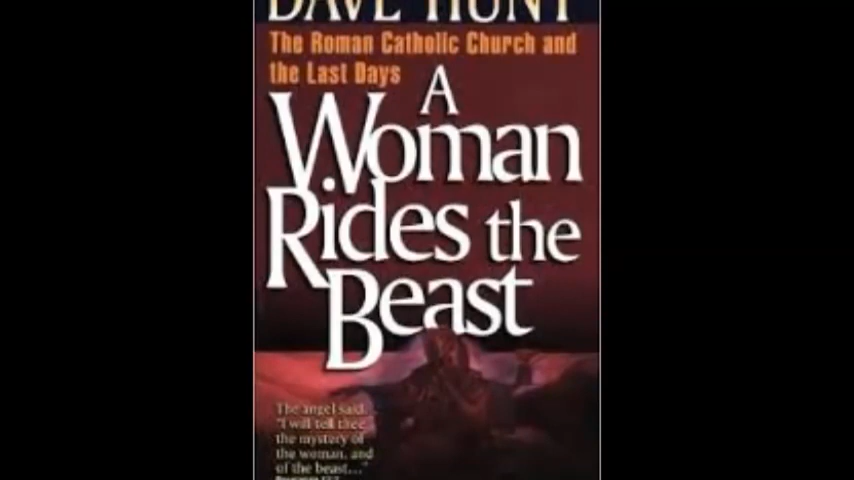 DAVE HUNT
The Roman Catholic Church and
the Last Days
A
Woman
Rides the
Beast
The angel said,
"I will tell thee
the mystery of
the woman, and
of the beast..."